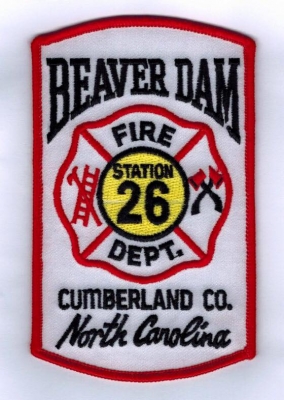 BEAVER DAM
FIRE
STATION
26
DEPT.
CUMBERLAND CO.
North Carolina